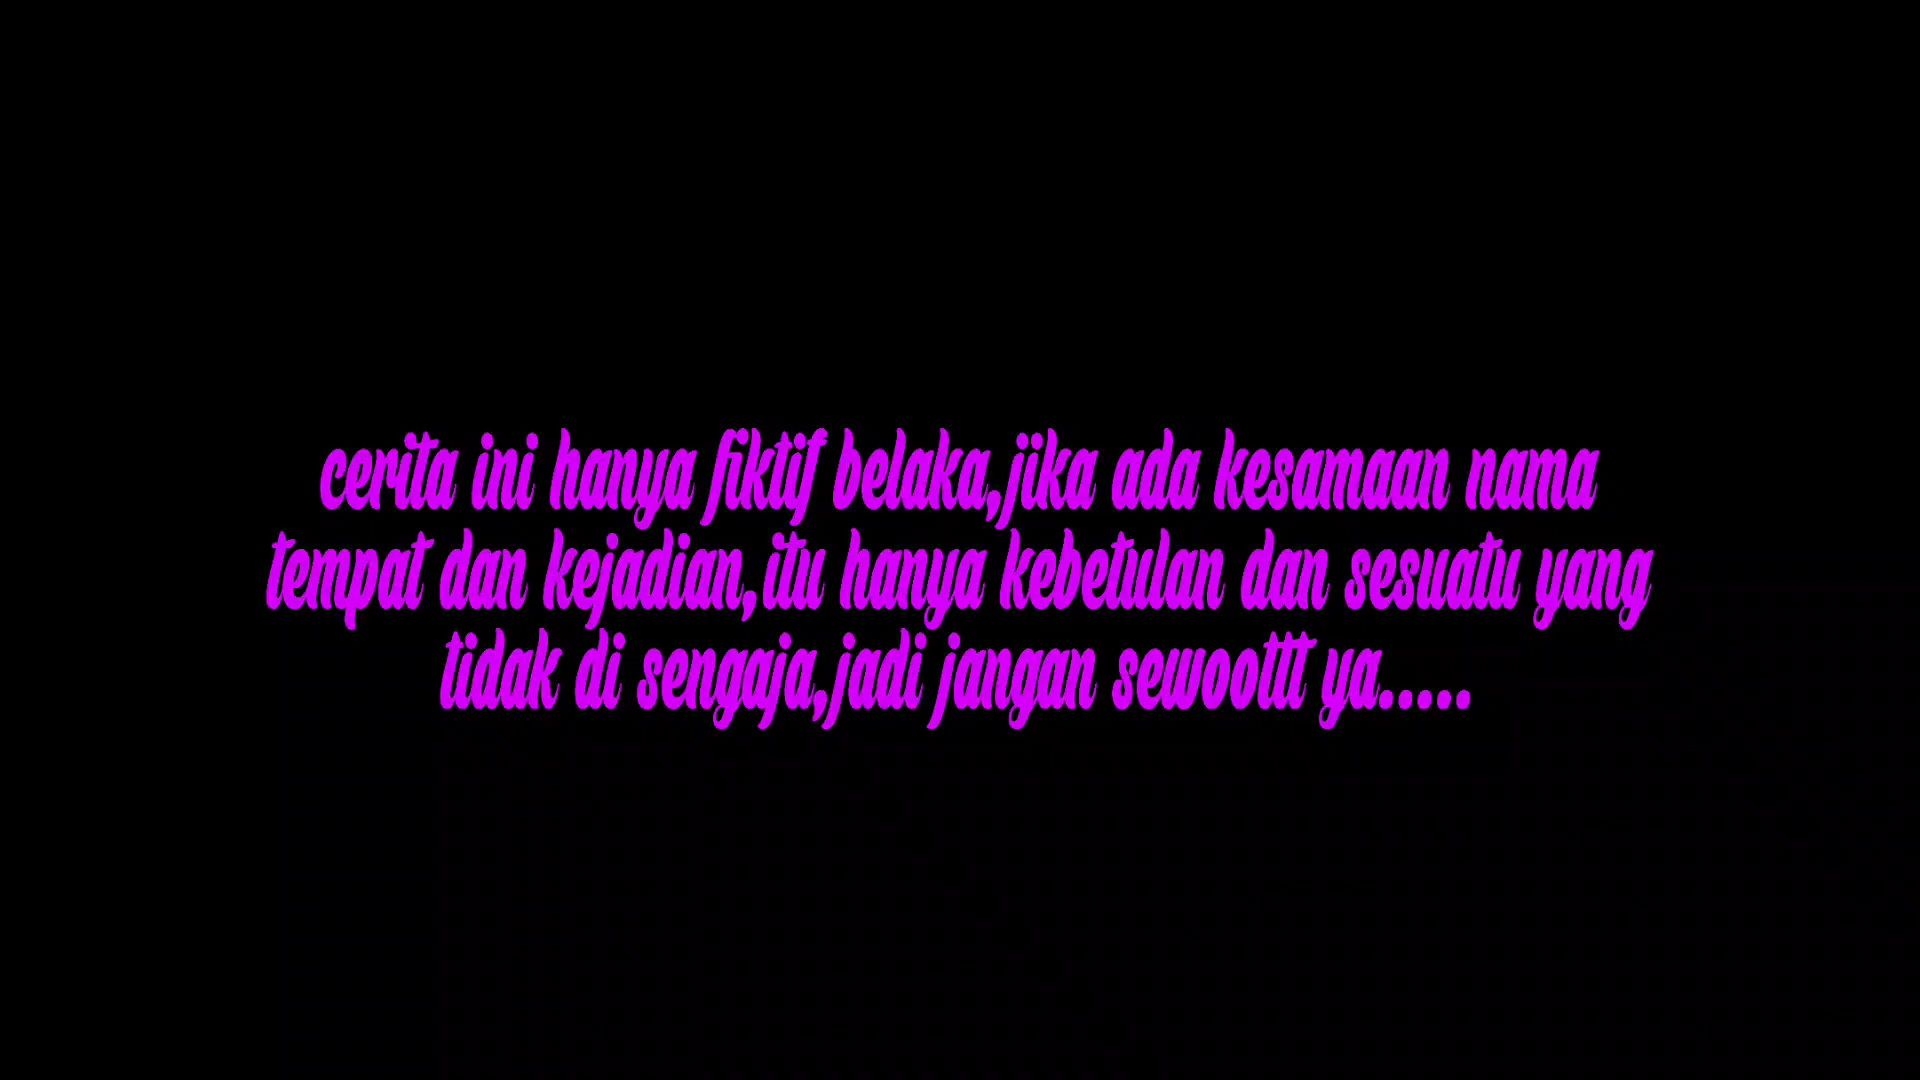 cerita ini hanya fiktif belaka,jika ada kesamaan nama
tempat dan kejadian,itu hanya kebetulan dan sesuatu yang
tidak di sengaja,jadi jangan sewoottt ya.....